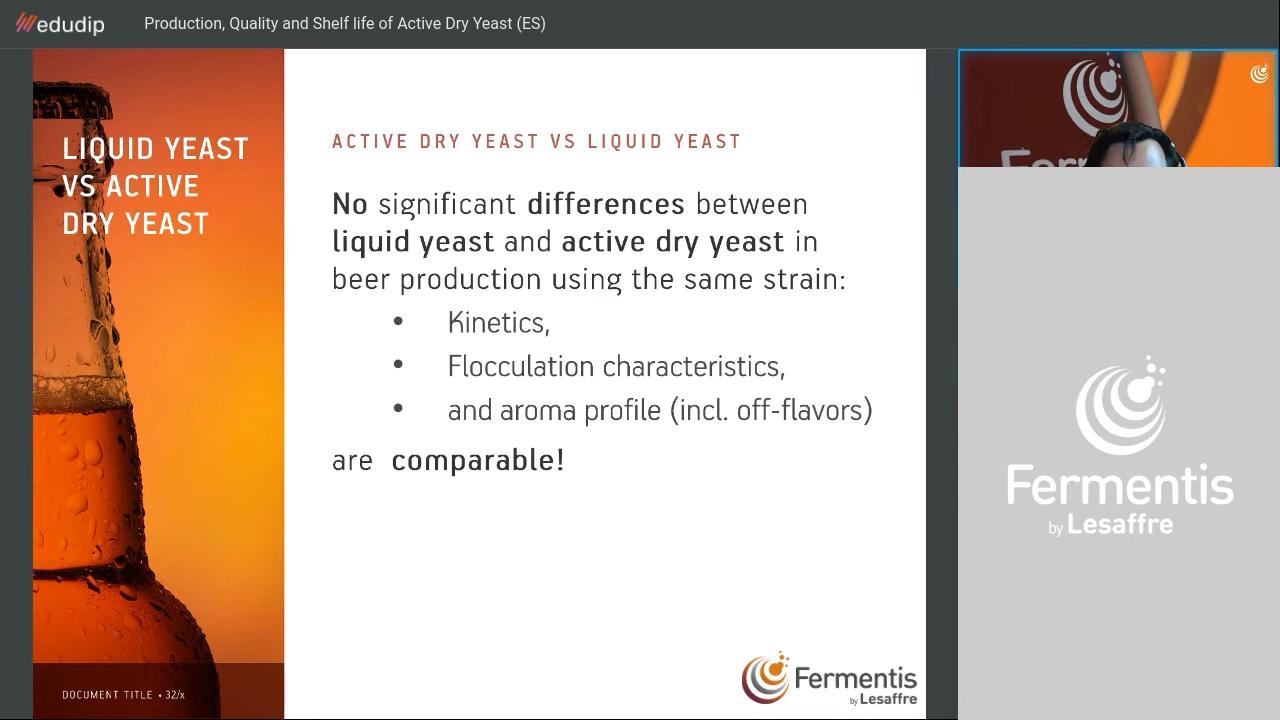 edudip
Production, Quality and Shelf life of Active Dry Yeast (ES)
LIQUID YEAST
VS ACTIVE
DRY YEAST
ACTIVE DRY YEAST VS LIQUID YEAST
No significant differences between
liquid yeast and active dry yeast in
beer production using the same strain:
• Kinetics,
• Flocculation characteristics,
• and aroma profile (incl. off-flavors)
are comparable!
DOCUMENT TITLE • 32/x
Fermentis
by Lesaffre
Fermentis
by Lesaffre